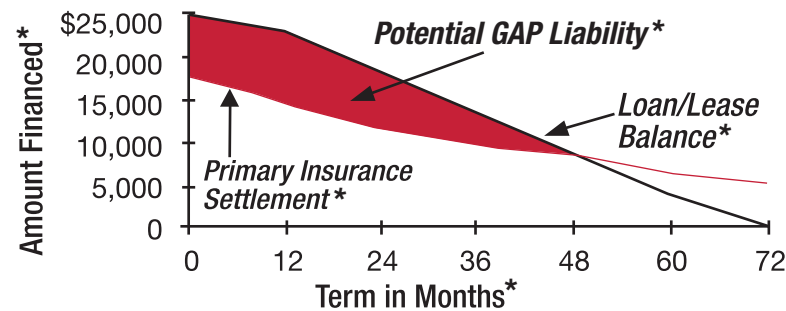 $25,000
20,000
15,000
10,000
5,000
0
Amount Financed*
Potential GAP Liability*
Loan/Lease
Balance*
Primary Insurance
Settlement*
0 12 24 36 48 60 72
Term in Months*